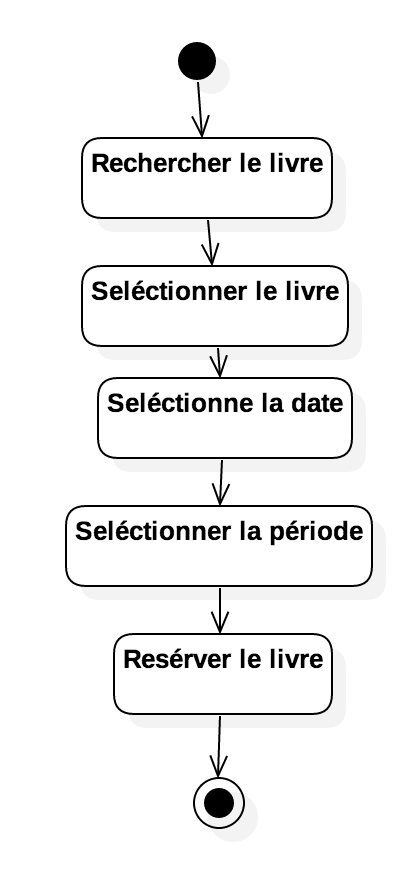 Rechercher le livre
Seléctionner le livre
Seléctionne la date
Seléctionner la période
Resérver le livre